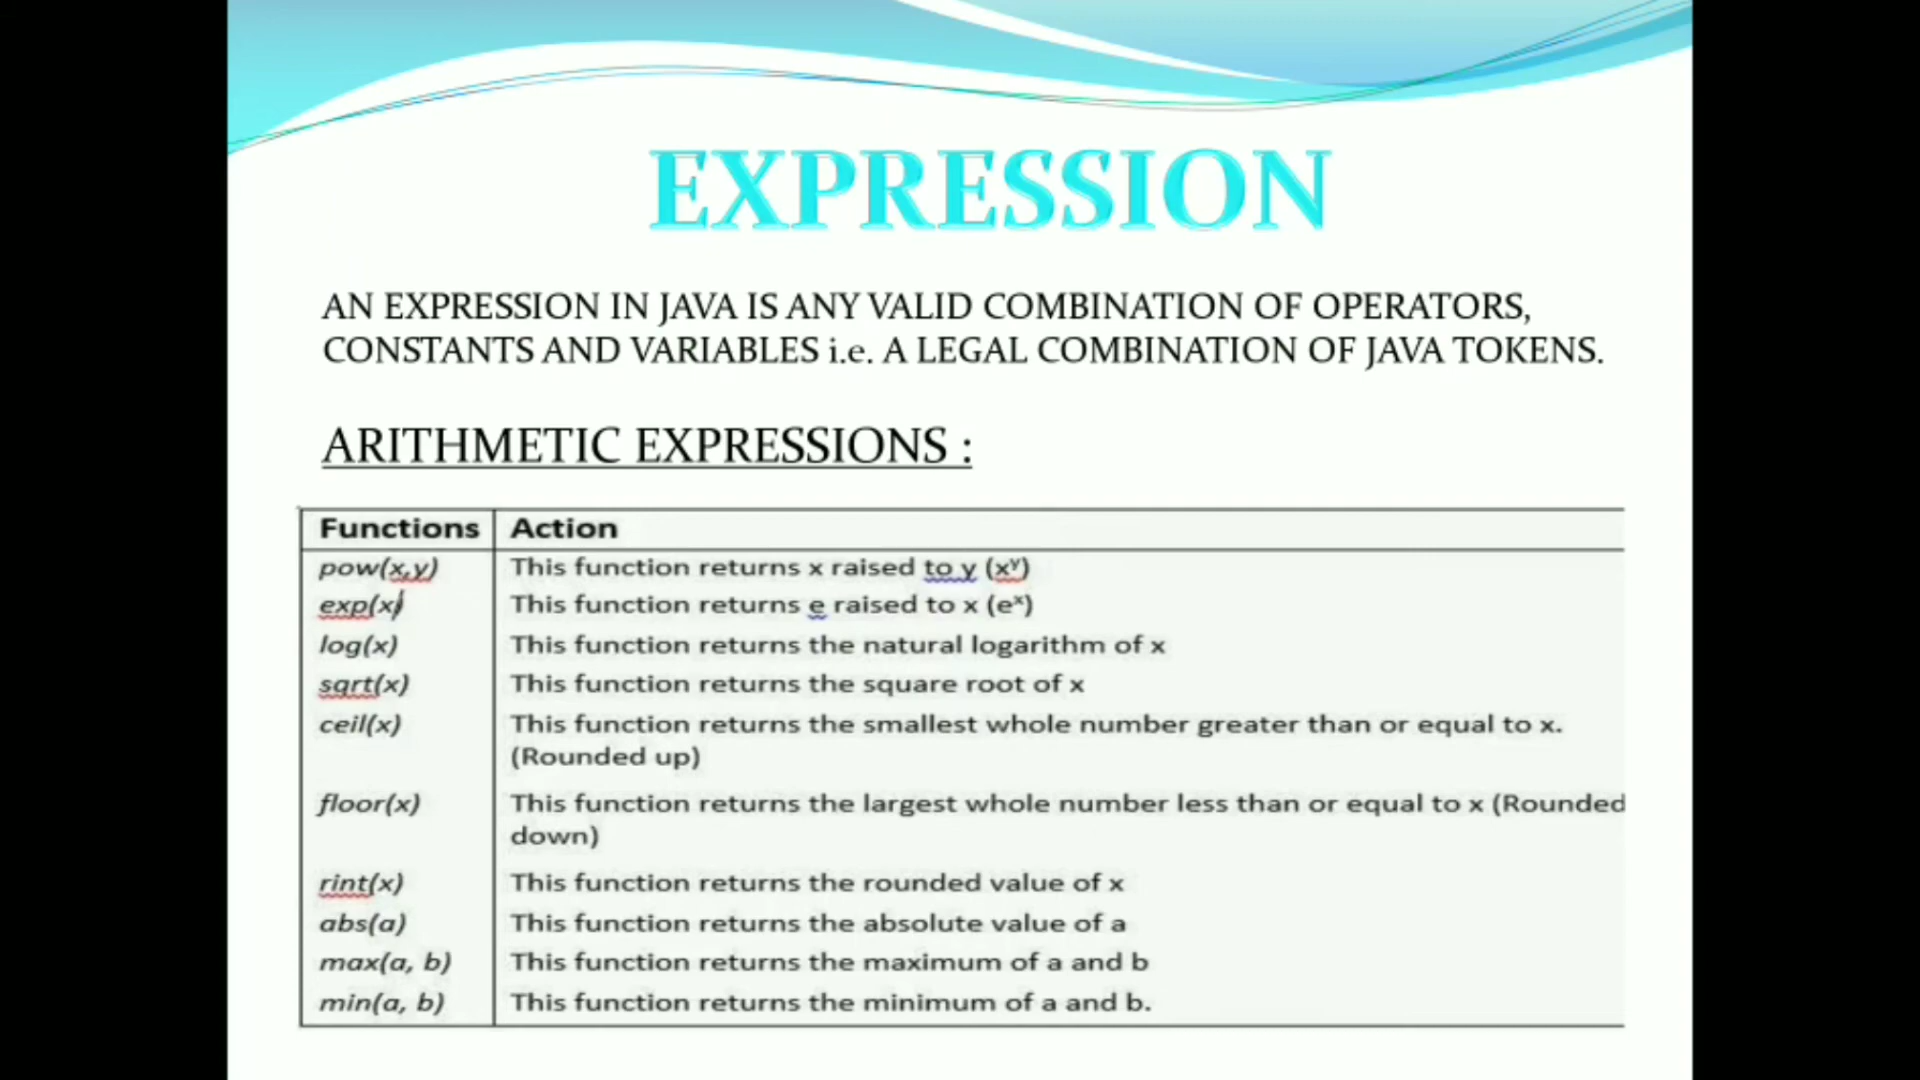 EXPRESSION
AN EXPRESSION IN JAVA IS ANY VALID COMBINATION OF OPERATORS,
CONSTANTS AND VARIABLES i.e. A LEGAL COMBINATION OF JAVA TOKENS.
ARITHMETIC EXPRESSIONS :
Functions Action
pow(x,y) This function returns x raised to y (xʸ)
exp(x) This function returns e raised to x (eˣ)
log(x) This function returns the natural logarithm of x
sqrt(x) This function returns the square root of x
ceil(x) This function returns the smallest whole number greater than or equal to x.
(Rounded up)
floor(x) This function returns the largest whole number less than or equal to x (Rounded
down)
rint(x) This function returns the rounded value of x
abs(a) This function returns the absolute value of a
max(a, b) This function returns the maximum of a and b
min(a, b) This function returns the minimum of a and b.